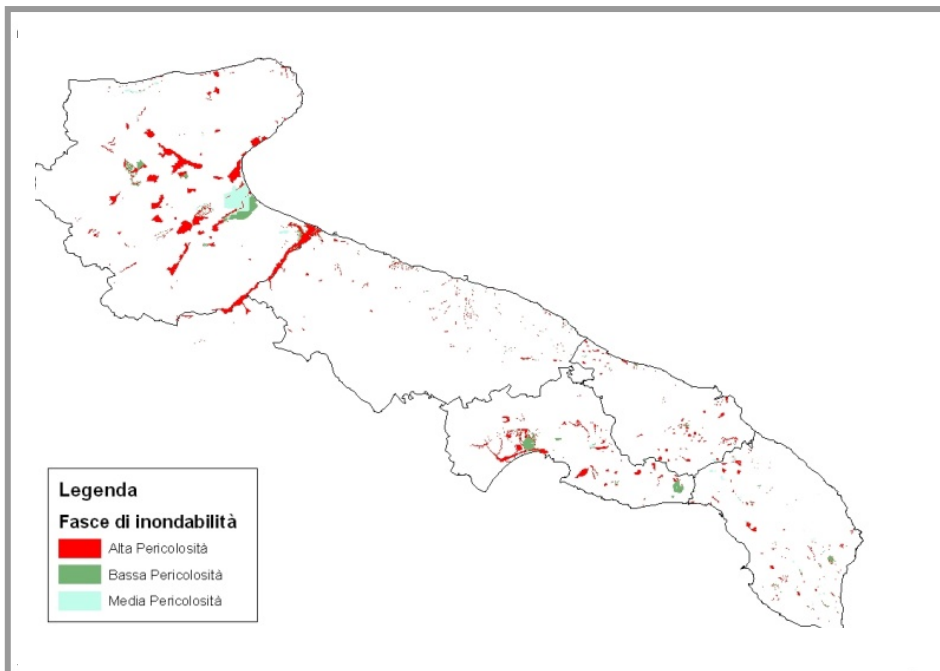 Legenda
Fasce di inondabilità
Alta Pericolosità
Bassa Pericolosità
Media Pericolosità